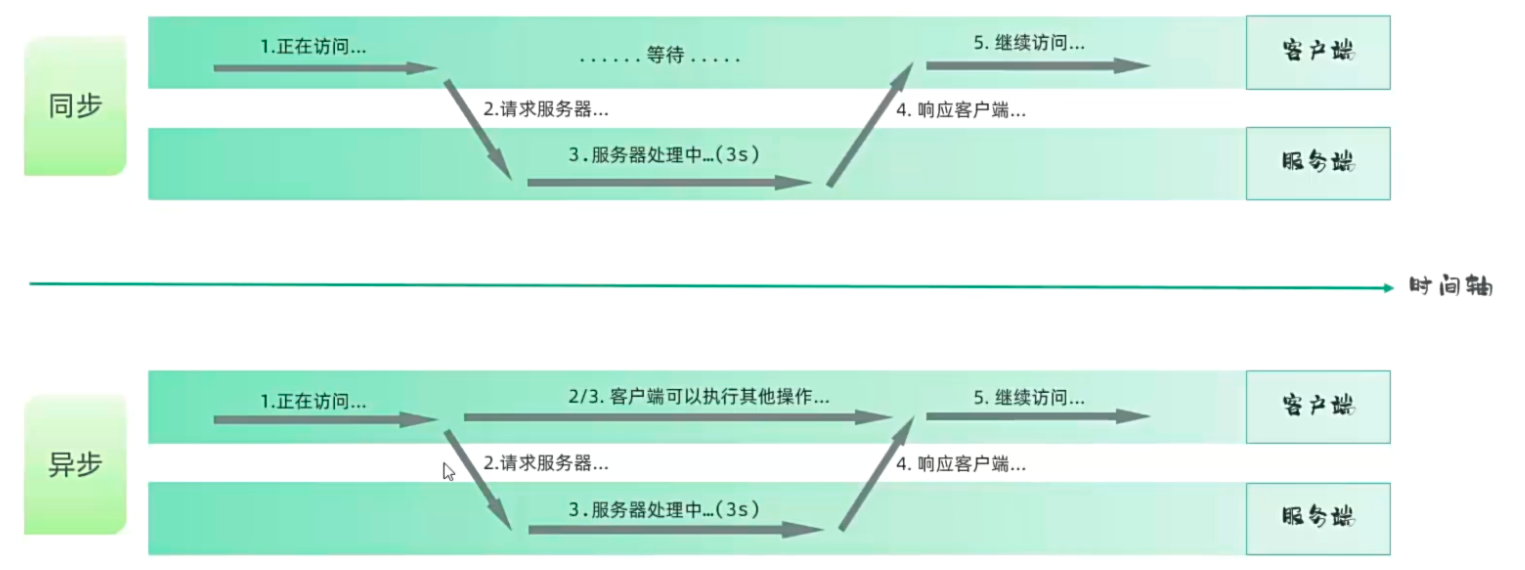 同步
1.正在访问...
......等待.....
5. 继续访问...
客户端
2.请求服务器...
4. 响应客户端...
3.服务器处理中...(3s)
服务端
时间轴
异步
1.正在访问...
2/3. 客户端可以执行其他操作...
5. 继续访问...
客户端
2.请求服务器...
4. 响应客户端...
3.服务器处理中...(3s)
服务端